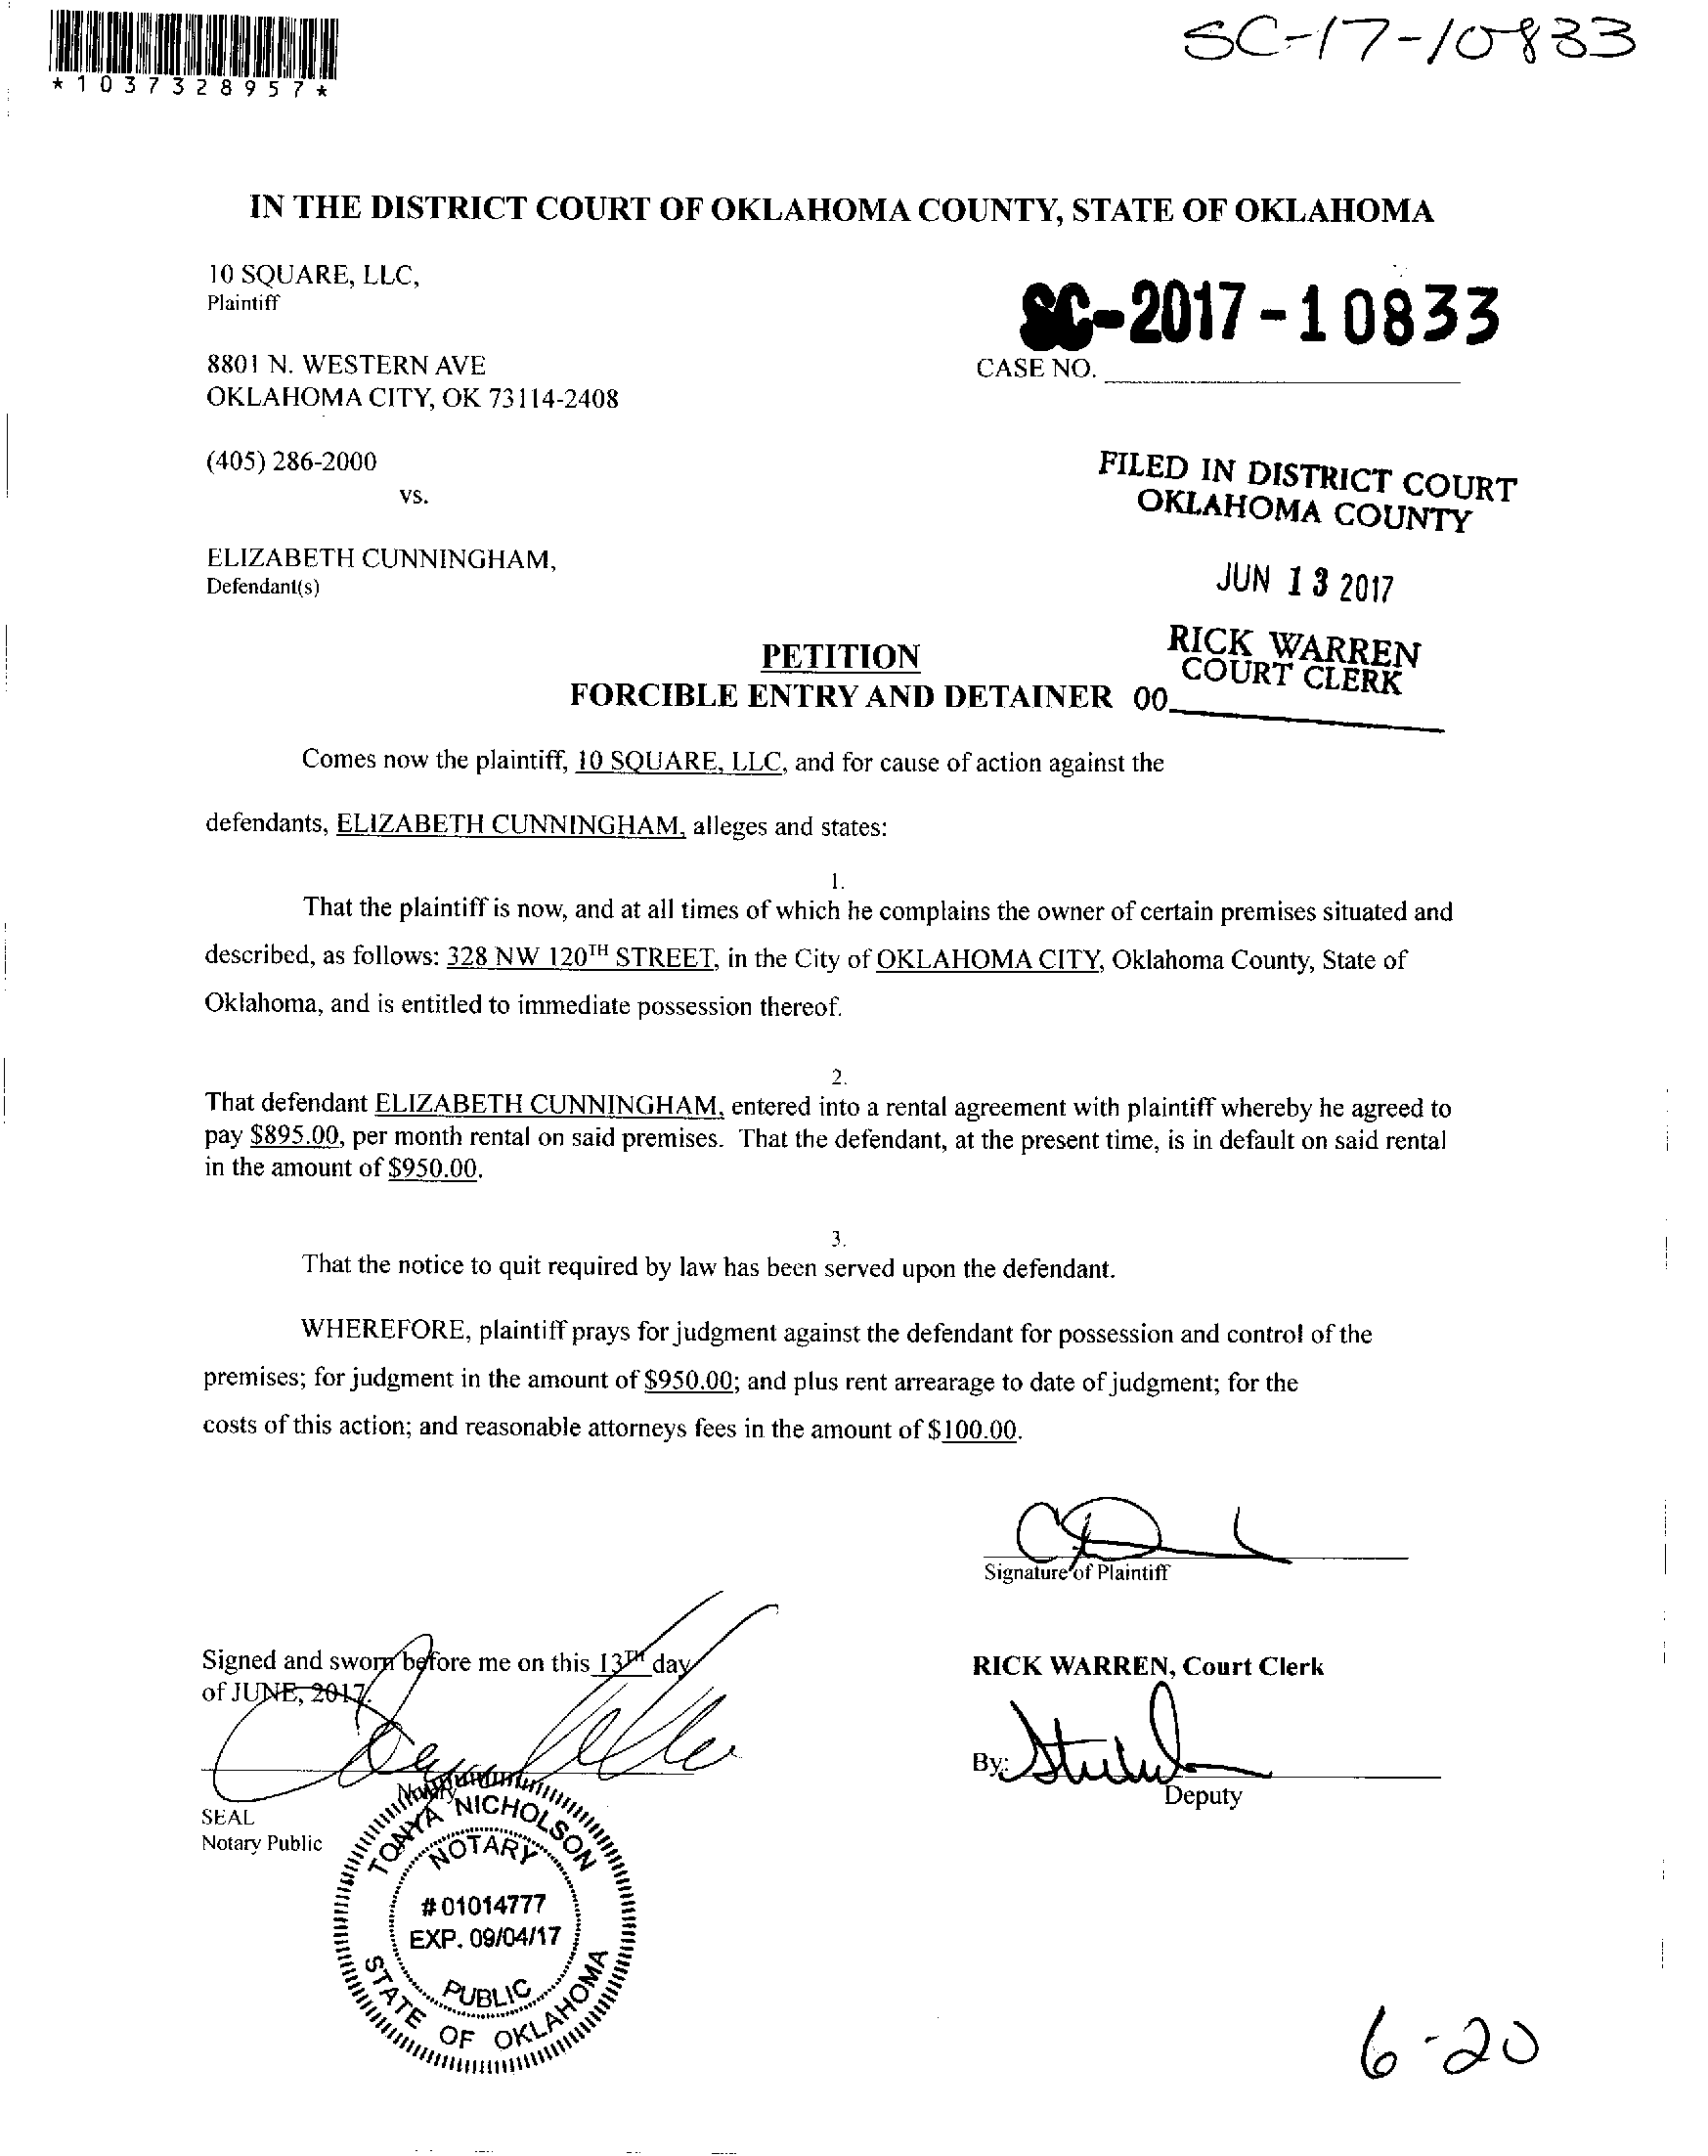 SC-17-10833
*1037328957*
IN THE DISTRICT COURT OF OKLAHOMA COUNTY, STATE OF OKLAHOMA
10 SQUARE, LLC,
Plaintiff
SC-2017-10833
8801 N. WESTERN AVE
CASE NO.
OKLAHOMA CITY, OK 73114-2408
(405) 286-2000
FILED IN DISTRICT COURT
OKLAHOMA COUNTY
VS.
ELIZABETH CUNNINGHAM,
Defendant(s)
JUN 13 2017
RICK WARREN
COURT CLERK
PETITION
FORCIBLE ENTRY AND DETAINER 00
Comes now the plaintiff, 10 SQUARE, LLC, and for cause of action against the
defendants, ELIZABETH CUNNINGHAM, alleges and states:
1.
That the plaintiff is now, and at all times of which he complains the owner of certain premises situated and
described, as follows: 328 NW 120TH STREET, in the City of OKLAHOMA CITY, Oklahoma County, State of
Oklahoma, and is entitled to immediate possession thereof.
2.
That defendant ELIZABETH CUNNINGHAM, entered into a rental agreement with plaintiff whereby he agreed to
pay $895.00, per month rental on said premises. That the defendant, at the present time, is in default on said rental
in the amount of $950.00.
3.
That the notice to quit required by law has been served upon the defendant.
WHEREFORE, plaintiff prays for judgment against the defendant for possession and control of the
premises; for judgment in the amount of $950.00; and plus rent arrearage to date of judgment; for the
costs of this action; and reasonable attorneys fees in the amount of $100.00.
Signature of Plaintiff
Signed and sworn before me on this 13TH day
of JUNE, 2017.
RICK WARREN, Court Clerk
By:
Deputy
Notary
SEAL
Notary Public
TONYA NICHOLSON
NOTARY
#01014777
EXP. 09/04/17
PUBLIC
STATE OF OKLAHOMA
6-20